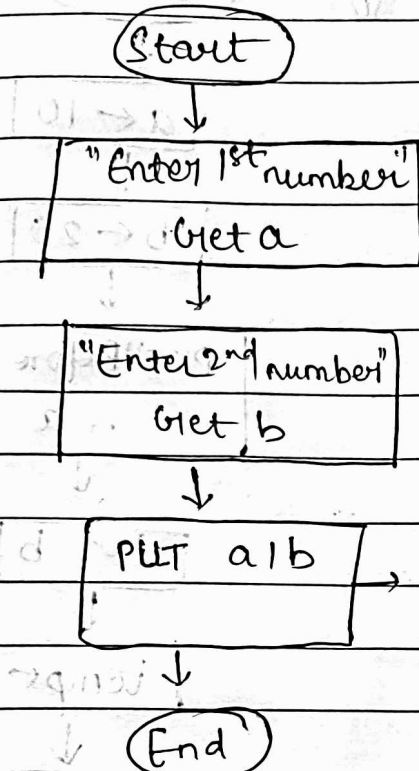 Start
"Enter 1st number"
Get a
"Enter 2nd number"
Get b
PUT a/b
End